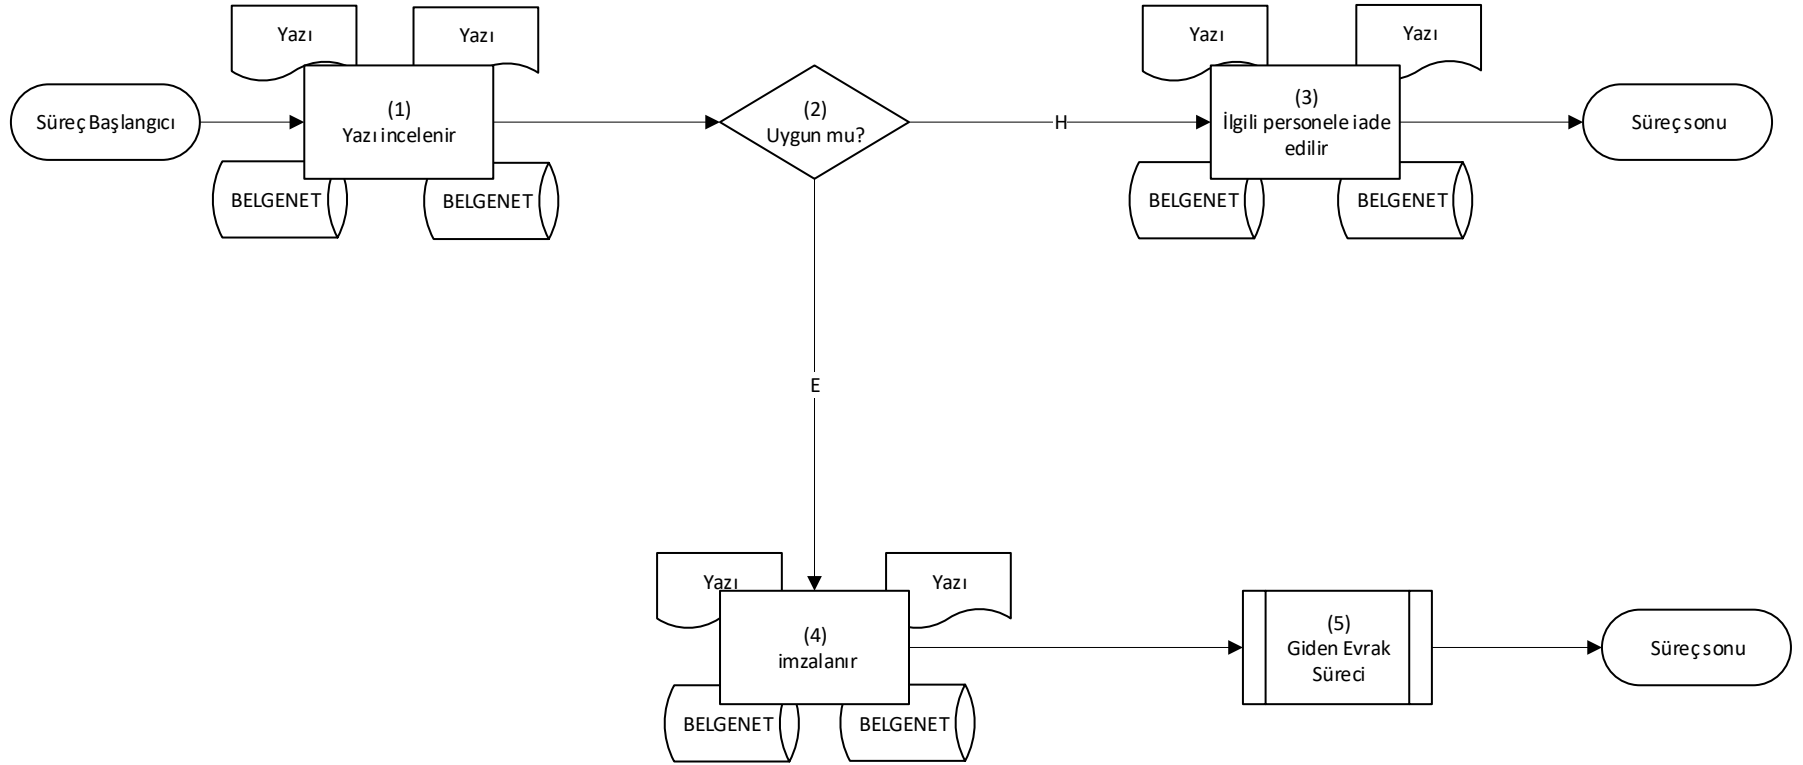 Yazı
Yazı
Süreç Başlangıcı
(1)
Yazı incelenir
BELGENET
BELGENET
(2)
Uygun mu?
H
Yazı
Yazı
(3)
İlgili personele iade
edilir
BELGENET
BELGENET
Süreç sonu
E
Yazı
Yazı
(4)
imzalanır
BELGENET
BELGENET
(5)
Giden Evrak
Süreci
Süreç sonu